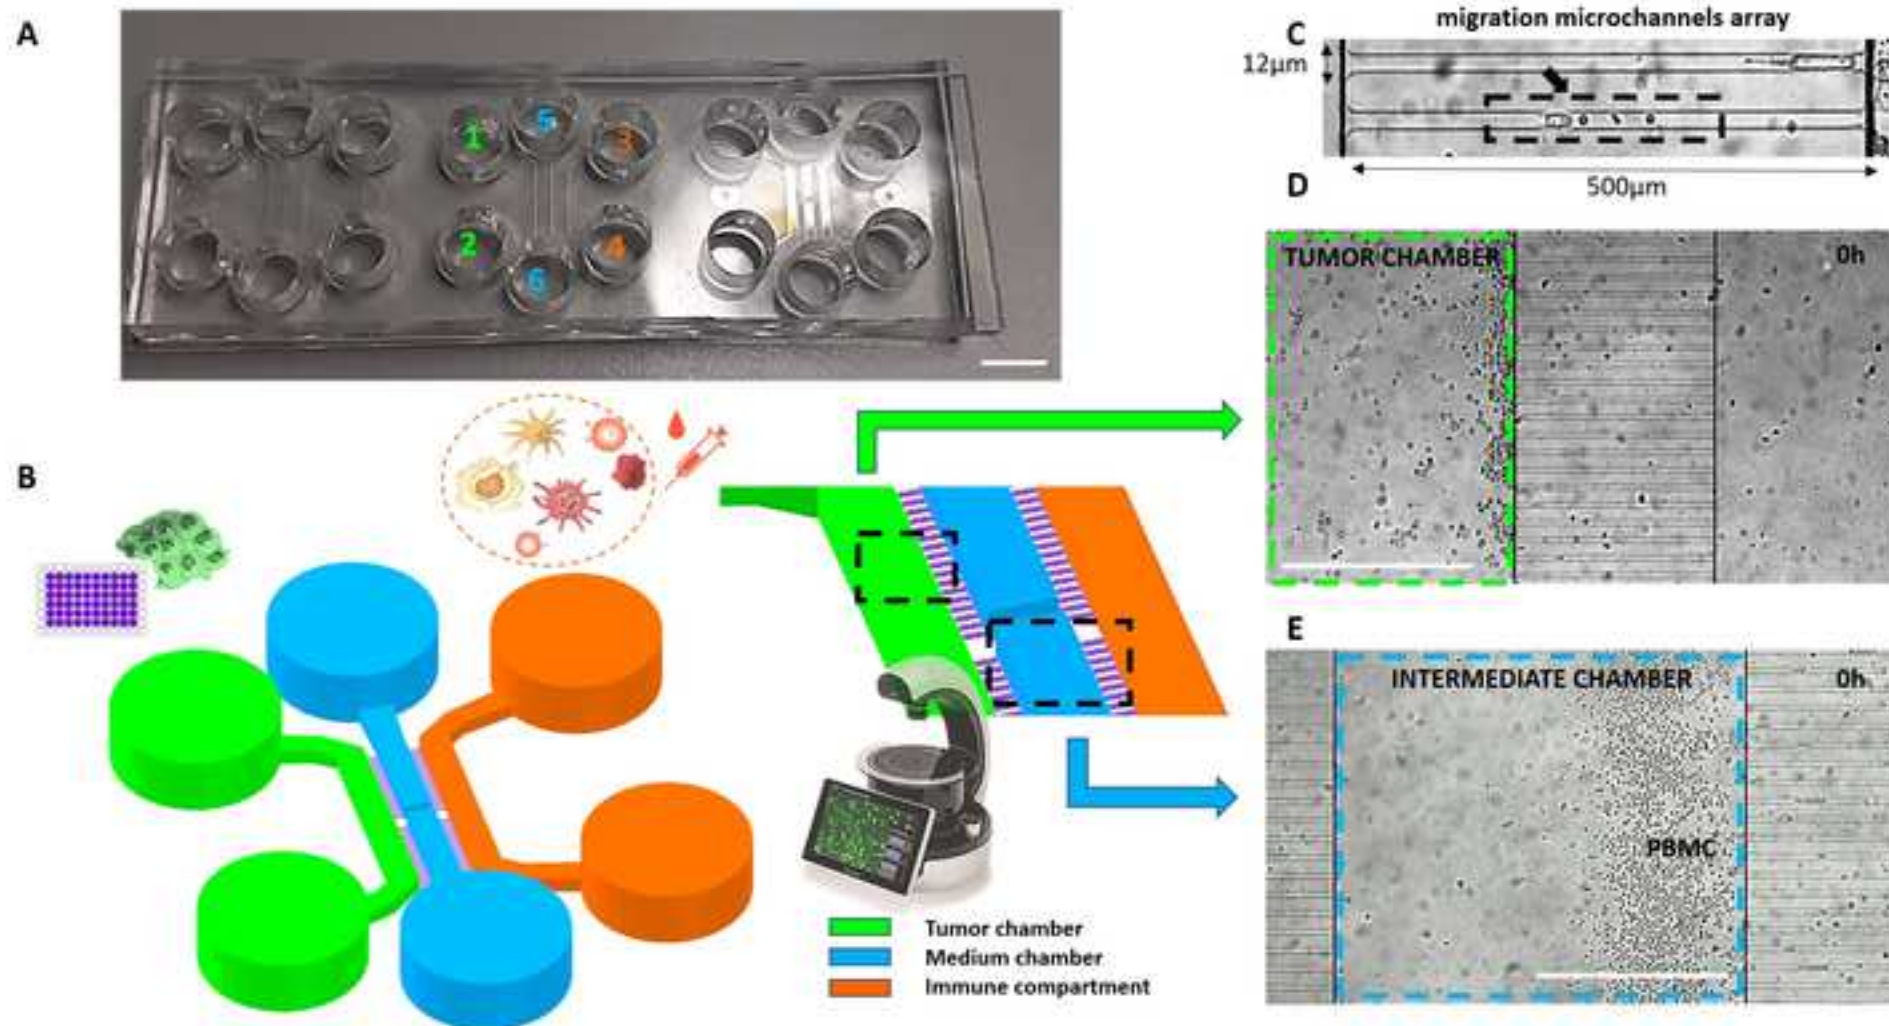 A
1
5
3
2
6
4
B
Tumor chamber
Medium chamber
Immune compartment
migration microchannels array
C
12µm
500µm
D
TUMOR CHAMBER
0h
E
INTERMEDIATE CHAMBER
0h
PBMC